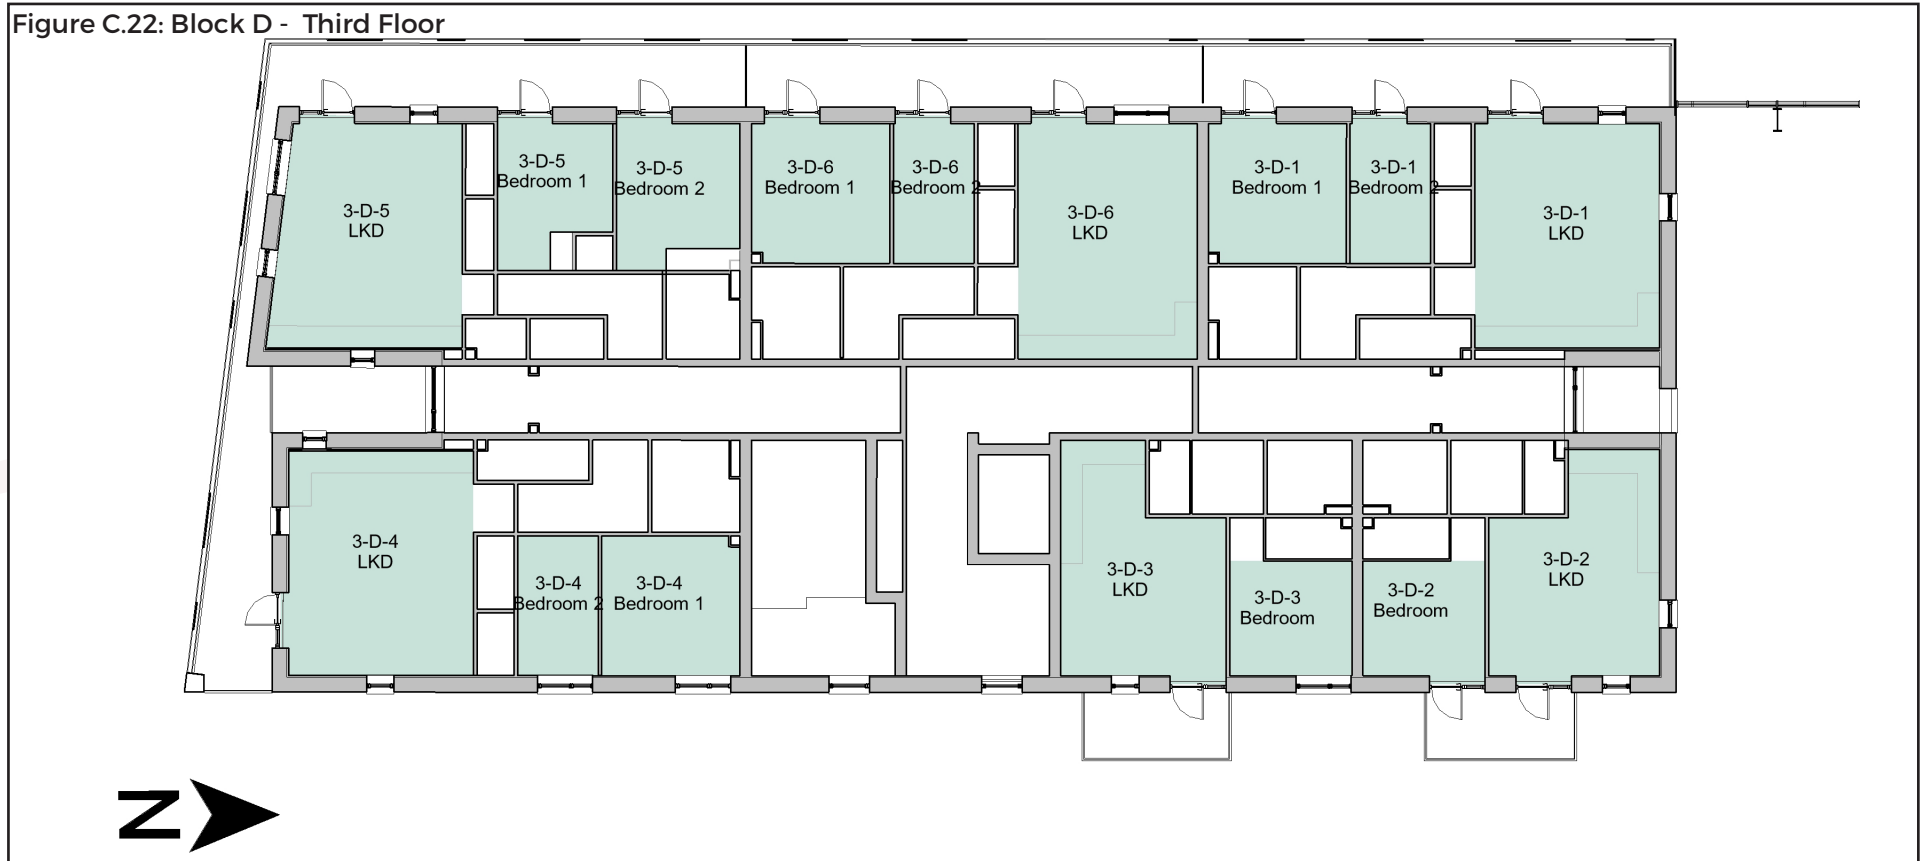 Figure C.22: Block D -  Third Floor
3-D-5
LKD
3-D-5
Bedroom 1
3-D-5
Bedroom 2
3-D-6
Bedroom 1
3-D-6
Bedroom 2
3-D-6
LKD
3-D-1
Bedroom 1
3-D-1
Bedroom 2
3-D-1
LKD
3-D-4
LKD
3-D-4
Bedroom 2
3-D-4
Bedroom 1
3-D-3
LKD
3-D-3
Bedroom
3-D-2
Bedroom
3-D-2
LKD
N